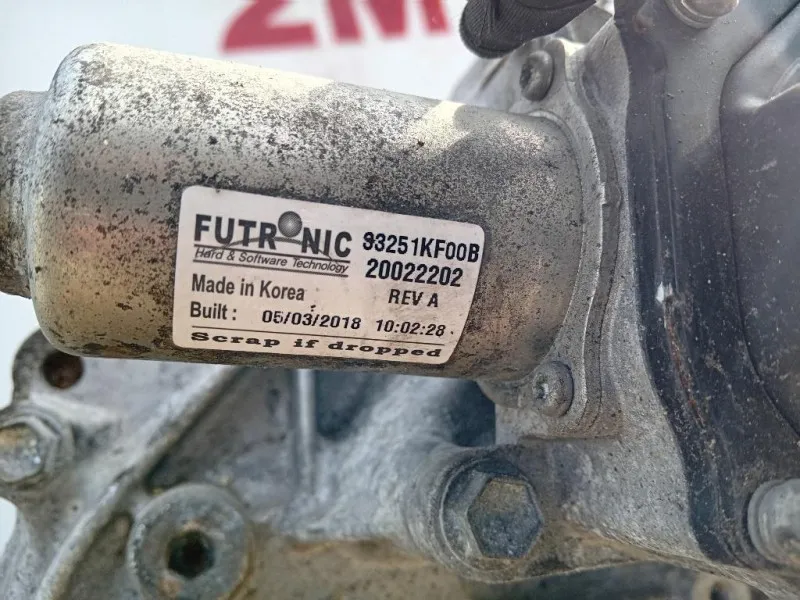 FUTRONIC
Hard & Software Technology
93251KF00B
20022202
REV A
Made in Korea
Built : 05/03/2018 10:02:28
Scrap if dropped